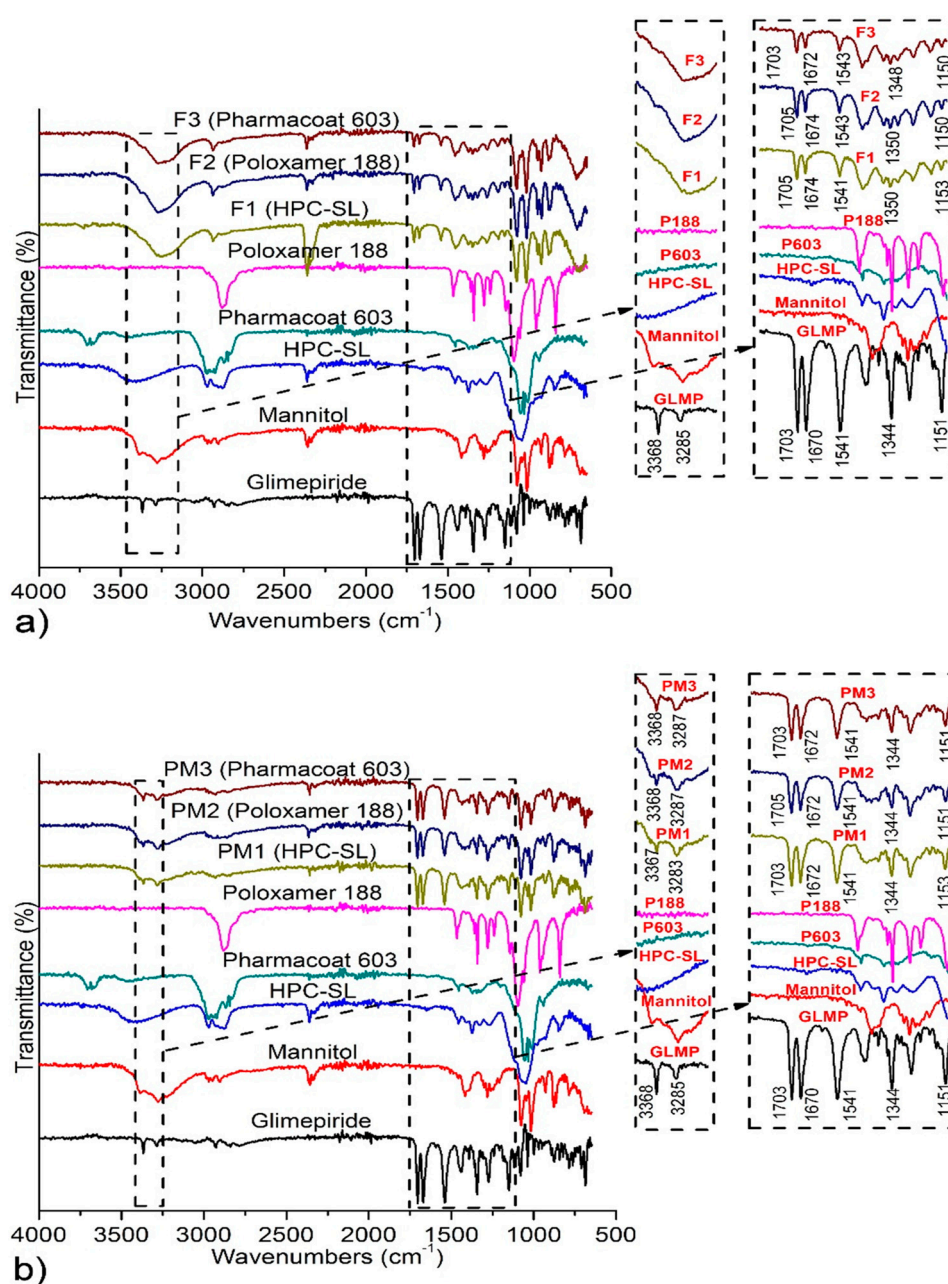 a)
F3 (Pharmacoat 603)
F2 (Poloxamer 188)
F1 (HPC-SL)
Poloxamer 188
Pharmacoat 603
HPC-SL
Mannitol
Glimepiride
Transmittance (%)
4000 3500 3000 2500 2000 1500 1000 500
Wavenumbers (cm⁻¹)
F3
F2
F1
P188
P603
HPC-SL
Mannitol
GLMP
3368 3285
F3
1703 1672 1543 1348 1150
F2
1705 1674 1543 1350 1150
F1
1705 1674 1541 1350 1153
P188
P603
HPC-SL
Mannitol
GLMP
1703 1670 1541 1344 1151
b)
PM3 (Pharmacoat 603)
PM2 (Poloxamer 188)
PM1 (HPC-SL)
Poloxamer 188
Pharmacoat 603
HPC-SL
Mannitol
Glimepiride
Transmittance (%)
4000 3500 3000 2500 2000 1500 1000 500
Wavenumbers (cm⁻¹)
PM3
3368 3287
PM2
3368 3287
PM1
3367 3283
P188
P603
HPC-SL
Mannitol
GLMP
3368 3285
PM3
1703 1672 1541 1344 1151
PM2
1705 1672 1541 1344 1151
PM1
1703 1672 1541 1344 1153
P188
P603
HPC-SL
Mannitol
GLMP
1703 1670 1541 1344 1151